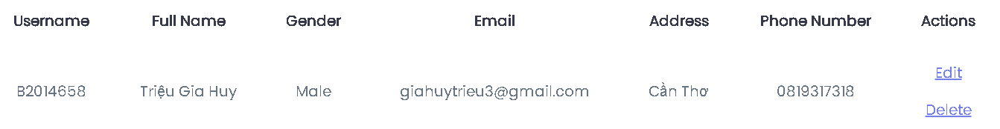 Username Full Name Gender Email Address Phone Number Actions
B2014658 Triệu Gia Huy Male giahuytrieu3@gmail.com Cần Thơ 0819317318 Edit
Delete